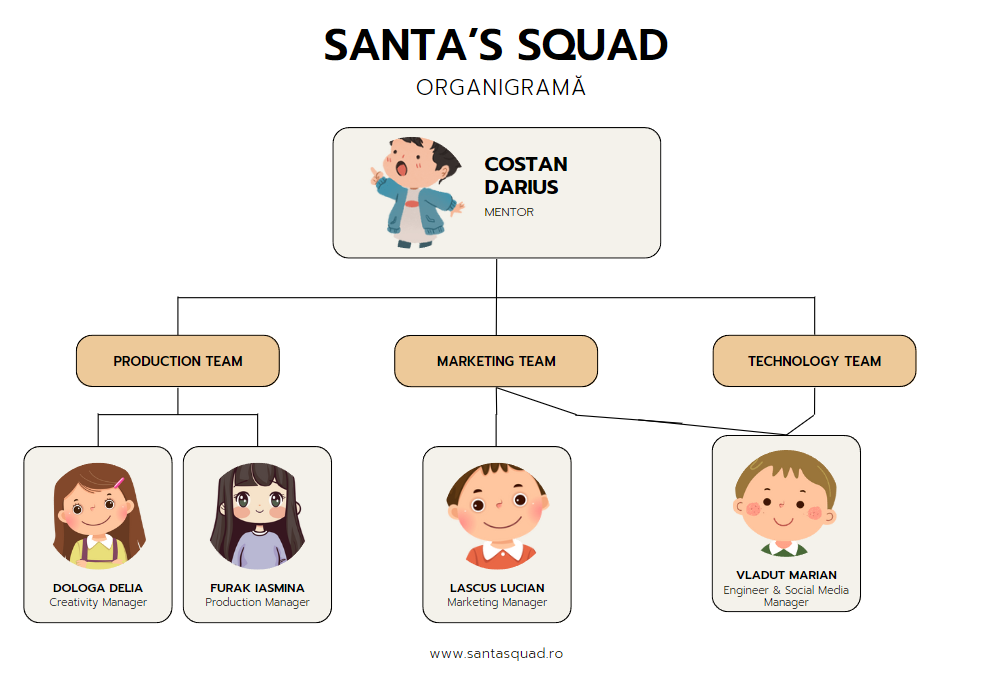 SANTA’S SQUAD
ORGANIGRAMĂ
COSTAN
DARIUS
MENTOR
PRODUCTION TEAM
MARKETING TEAM
TECHNOLOGY TEAM
DOLOGA DELIA
Creativity Manager
FURAK IASMINA
Production Manager
LASCUS LUCIAN
Marketing Manager
VLADUT MARIAN
Engineer & Social Media
Manager
www.santasquad.ro